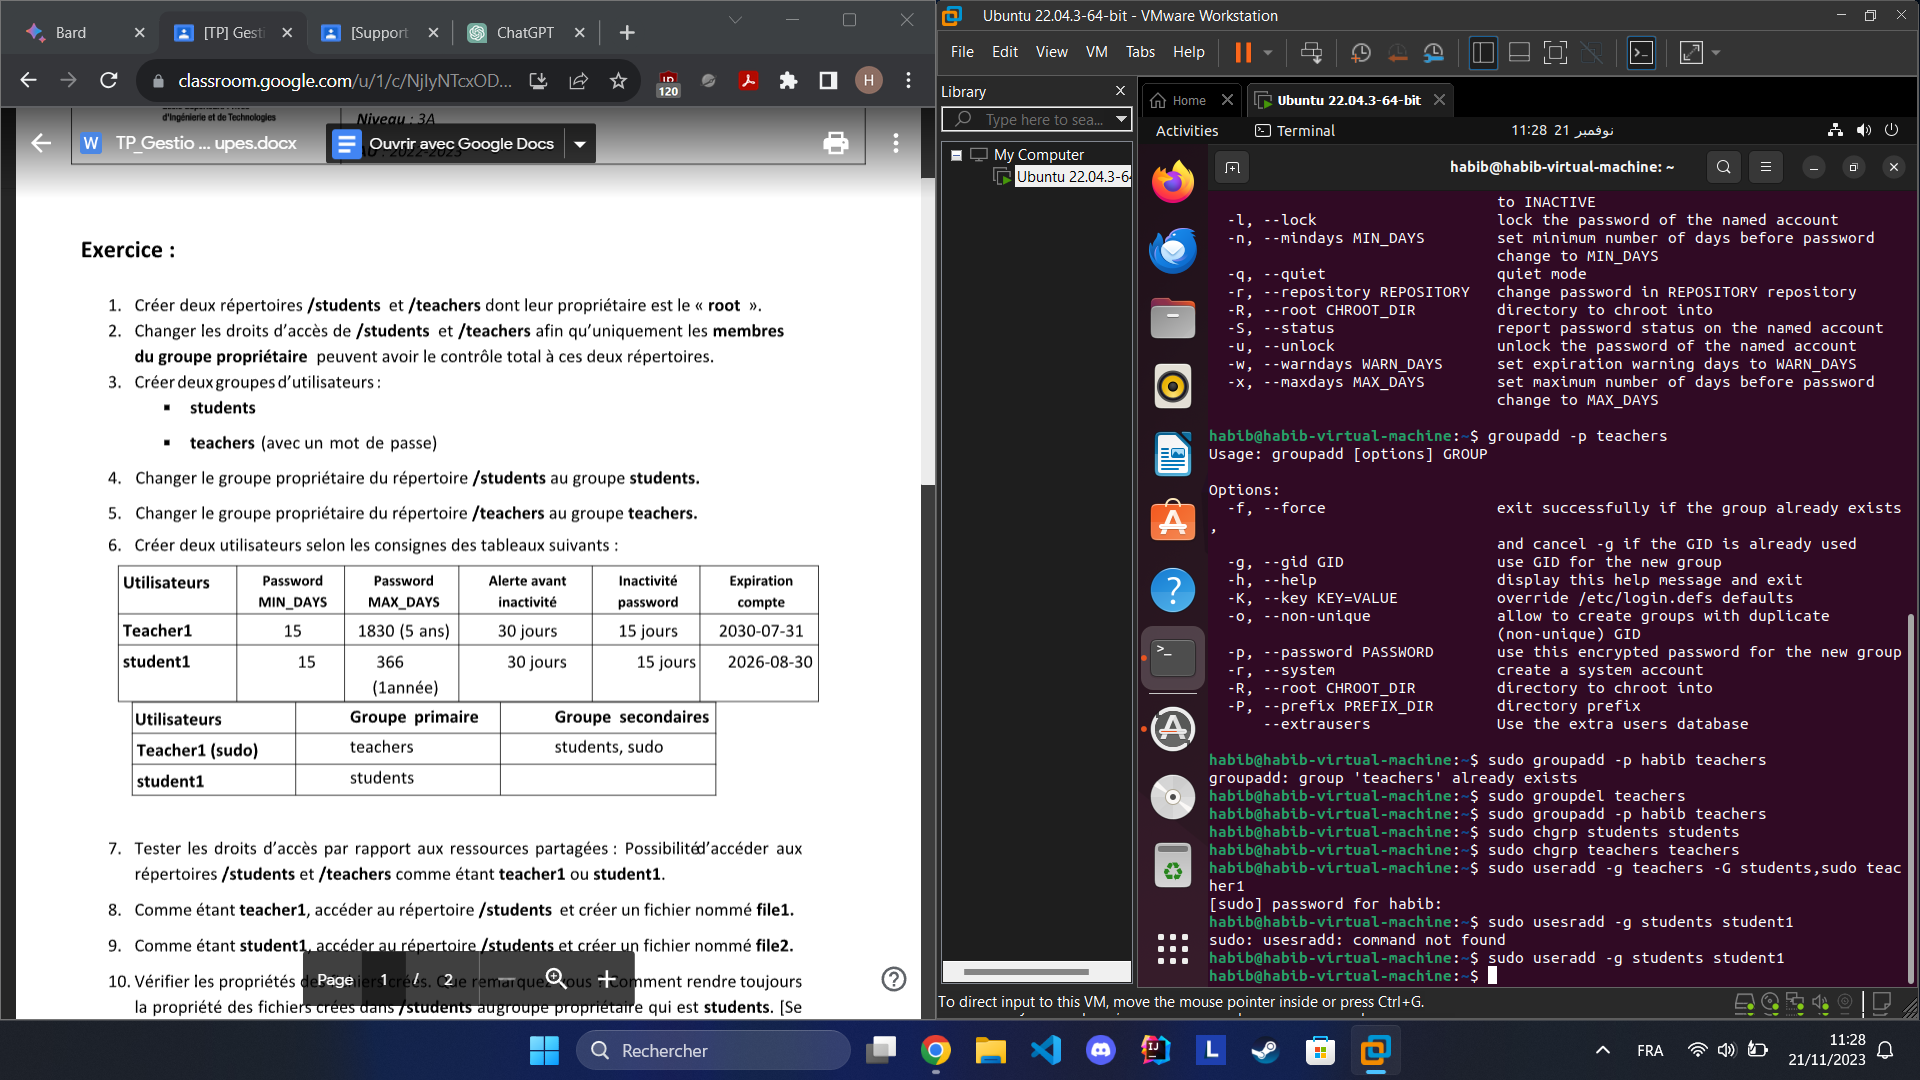 Bard
[TP] Gesti
[Support
ChatGPT
classroom.google.com/u/1/c/NjIyNTcxOD...
120
H
d'Ingénierie et de Technologies
Niveau : 3A
TP_Gestio ... upes.docx
Ouvrir avec Google Docs
Exercice :
1. Créer deux répertoires /students et /teachers dont leur propriétaire est le « root ».
2. Changer les droits d'accès de /students et /teachers afin qu'uniquement les membres
du groupe propriétaire peuvent avoir le contrôle total à ces deux répertoires.
3. Créer deux groupes d'utilisateurs :
▪ students
▪ teachers (avec un mot de passe)
4. Changer le groupe propriétaire du répertoire /students au groupe students.
5. Changer le groupe propriétaire du répertoire /teachers au groupe teachers.
6. Créer deux utilisateurs selon les consignes des tableaux suivants :
Utilisateurs Password MIN_DAYS Password MAX_DAYS Alerte avant inactivité Inactivité password Expiration compte
Teacher1 15 1830 (5 ans) 30 jours 15 jours 2030-07-31
student1 15 366 (1année) 30 jours 15 jours 2026-08-30
Utilisateurs Groupe primaire Groupe secondaires
Teacher1 (sudo) teachers students, sudo
student1 students
7. Tester les droits d'accès par rapport aux ressources partagées : Possibilité d'accéder aux
répertoires /students et /teachers comme étant teacher1 ou student1.
8. Comme étant teacher1, accéder au répertoire /students et créer un fichier nommé file1.
9. Comme étant student1, accéder au répertoire /students et créer un fichier nommé file2.
10. Vérifier les propriétés des fichiers créés. Que remarquez vous ? Comment rendre toujours
la propriété des fichiers crées dans /students au groupe propriétaire qui est students. [Se
Page 1 / 2
Ubuntu 22.04.3-64-bit - VMware Workstation
File Edit View VM Tabs Help
Library
Type here to sea...
My Computer
Ubuntu 22.04.3-6
Home
Ubuntu 22.04.3-64-bit
Activities
Terminal
11:28 21 نوفمبر
habib@habib-virtual-machine: ~
to INACTIVE
-l, --lock lock the password of the named account
-n, --mindays MIN_DAYS set minimum number of days before password
change to MIN_DAYS
-q, --quiet quiet mode
-r, --repository REPOSITORY change password in REPOSITORY repository
-R, --root CHROOT_DIR directory to chroot into
-S, --status report password status on the named account
-u, --unlock unlock the password of the named account
-w, --warndays WARN_DAYS set expiration warning days to WARN_DAYS
-x, --maxdays MAX_DAYS set maximum number of days before password
change to MAX_DAYS
habib@habib-virtual-machine:~$ groupadd -p teachers
Usage: groupadd [options] GROUP
Options:
-f, --force exit successfully if the group already exists
,
and cancel -g if the GID is already used
-g, --gid GID use GID for the new group
-h, --help display this help message and exit
-K, --key KEY=VALUE override /etc/login.defs defaults
-o, --non-unique allow to create groups with duplicate
(non-unique) GID
-p, --password PASSWORD use this encrypted password for the new group
-r, --system create a system account
-R, --root CHROOT_DIR directory to chroot into
-P, --prefix PREFIX_DIR directory prefix
--extrausers Use the extra users database
habib@habib-virtual-machine:~$ sudo groupadd -p habib teachers
groupadd: group 'teachers' already exists
habib@habib-virtual-machine:~$ sudo groupdel teachers
habib@habib-virtual-machine:~$ sudo groupadd -p habib teachers
habib@habib-virtual-machine:~$ sudo chgrp students students
habib@habib-virtual-machine:~$ sudo chgrp teachers teachers
habib@habib-virtual-machine:~$ sudo useradd -g teachers -G students,sudo teac
her1
[sudo] password for habib:
habib@habib-virtual-machine:~$ sudo usesradd -g students student1
sudo: usesradd: command not found
habib@habib-virtual-machine:~$ sudo useradd -g students student1
habib@habib-virtual-machine:~$
To direct input to this VM, move the mouse pointer inside or press Ctrl+G.
Rechercher
FRA
11:28
21/11/2023